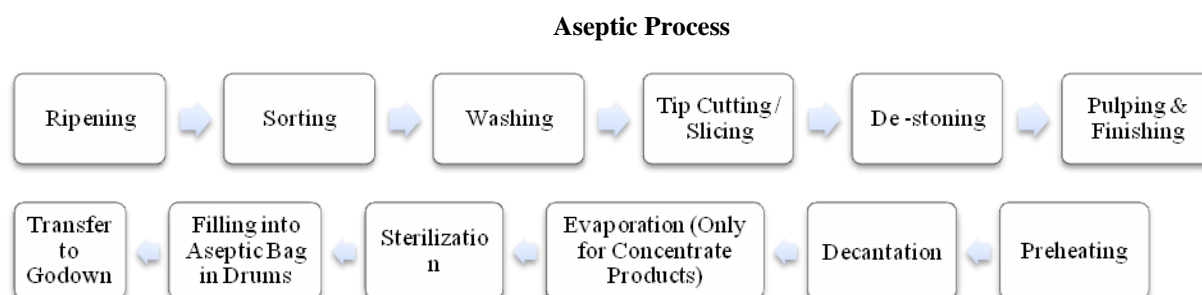 Aseptic Process
Ripening
Sorting
Washing
Tip Cutting /
Slicing
De -stoning
Pulping &
Finishing
Transfer
to
Godown
Filling into
Aseptic Bag
in Drums
Sterilizatio
n
Evaporation (Only
for Concentrate
Products)
Decantation
Preheating